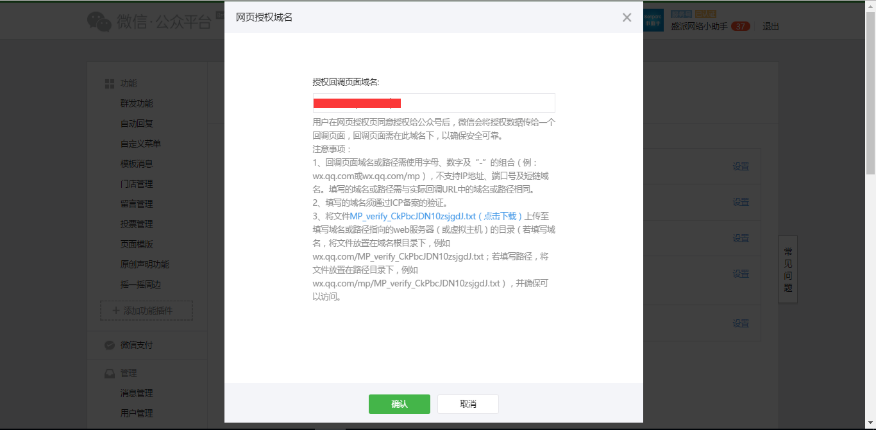 微信·公众平台
网页授权域名
盟派网络小助手
37
退出
功能
群发功能
自动回复
自定义菜单
模板消息
门店管理
留言管理
投票管理
页面模版
原创声明功能
摇一摇周边
+ 添加功能插件
微信支付
管理
消息管理
用户管理
授权回调页面域名:
用户在网页授权页同意授权给公众号后，微信会将授权数据传给一个
回调页面，回调页面需在此域名下，以确保安全可靠。
注意事项：
1、回调页面域名或路径需使用字母、数字及“-”的组合（例：
wx.qq.com或wx.qq.com/mp），不支持IP地址、端口号及短链域
名。填写的域名或路径需与实际回调URL中的域名或路径相同。
2、填写的域名须通过ICP备案的验证。
3、将文件MP_verify_CkPbcJDN10zsjgdJ.txt（点击下载）上传至
填写域名或路径指向的web服务器（或虚拟主机）的目录（若填写域
名，将文件放置在域名根目录下，例如
wx.qq.com/MP_verify_CkPbcJDN10zsjgdJ.txt；若填写路径，将
文件放置在路径目录下，例如
wx.qq.com/mp/MP_verify_CkPbcJDN10zsjgdJ.txt），并确保可
以访问。
确认
取消
设置
设置
设置
设置
设置
常见问题